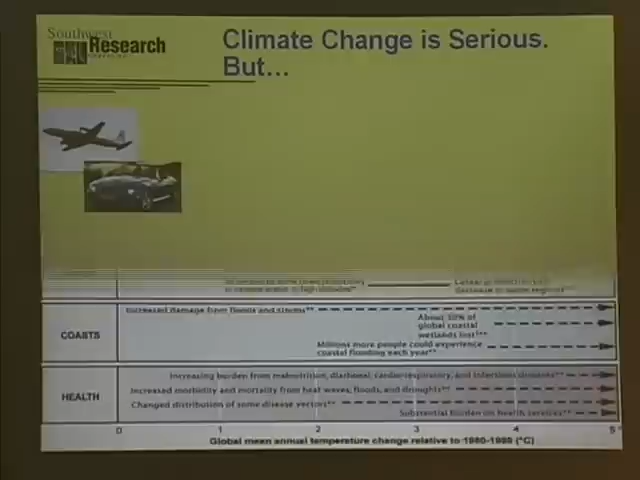 Southwest
Research
Climate Change is Serious.
But...
COASTS
Increased damage from floods and storms**
About 30% of
global coastal
wetlands lost***
Millions more people could experience
coastal flooding each year**
HEALTH
Increasing burden from malnutrition, diarrhoeal, cardio-respiratory, and infectious diseases**
Increased morbidity and mortality from heat waves, floods, and droughts**
Changed distribution of some disease vectors**
Substantial burden on health services**
0 1 2 3 4 5
Global mean annual temperature change relative to 1980-1999 (°C)